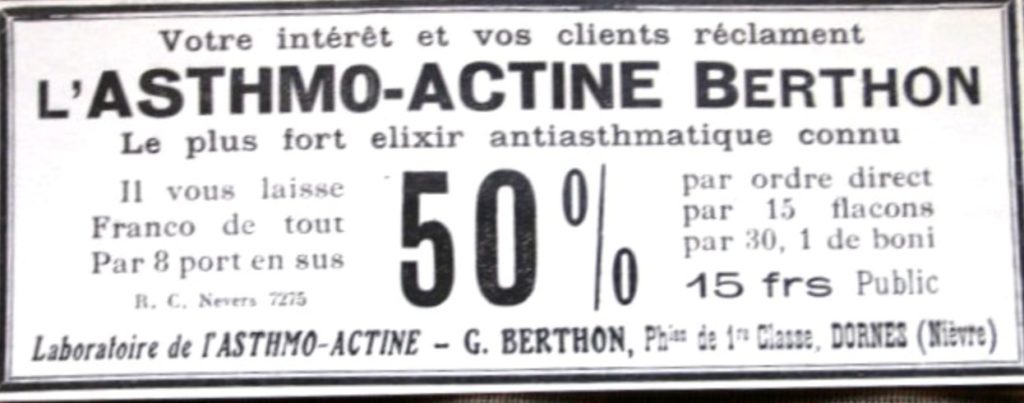 Votre intérêt et vos clients réclament
L'ASTHMO-ACTINE BERTHON
Le plus fort elixir antiasthmatique connu
Il vous laisse
Franco de tout
Par 8 port en sus
R. C. Nevers 7275
50 %
par ordre direct
par 15 flacons
par 30, 1 de boni
15 frs Public
Laboratoire de l'ASTHMO-ACTINE – G. BERTHON, Phien de 1re Classe, DORNES (Nièvre)